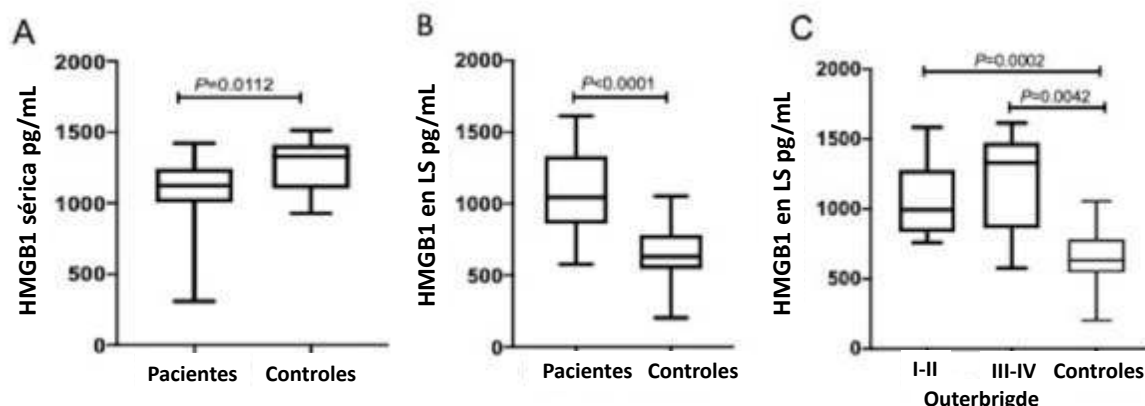 A
HMGB1 sérica pg/mL
2000
1500
1000
500
0
P=0.0112
Pacientes Controles
B
HMGB1 en LS pg/mL
2000
1500
1000
500
0
P<0.0001
Pacientes Controles
C
HMGB1 en LS pg/mL
2000
1500
1000
500
0
P=0.0002
P=0.0042
I-II III-IV Controles
Outerbrigde